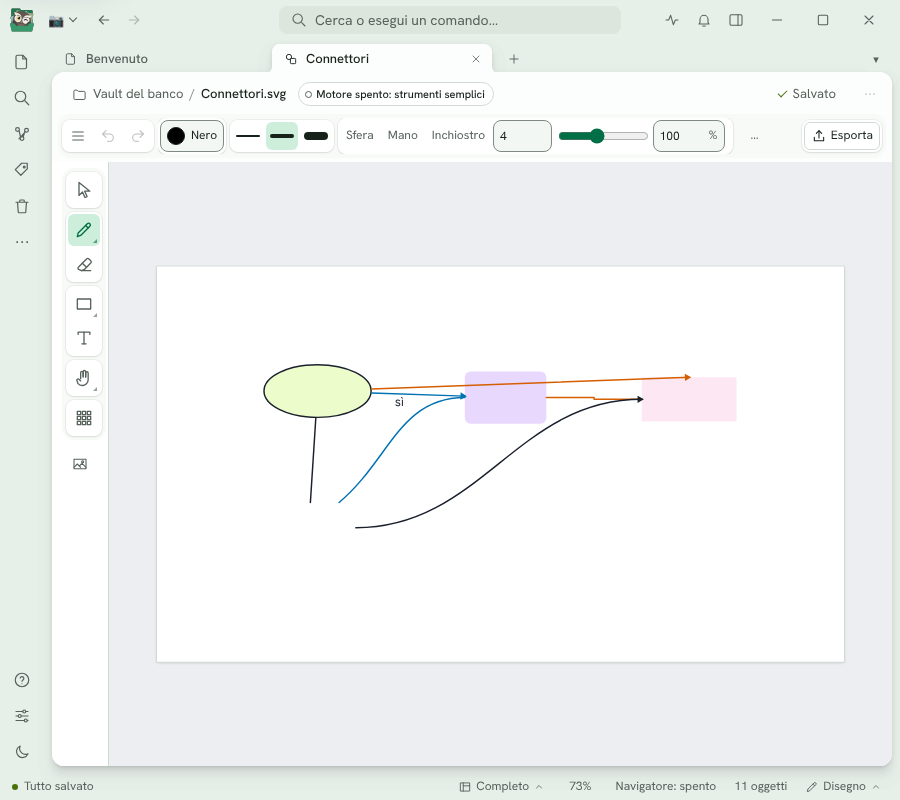 Cerca o esegui un comando...
Benvenuto
Connettori
Vault del banco / Connettori.svg
Motore spento: strumenti semplici
Salvato
Nero
Sfera
Mano
Inchiostro
4
100 %
Esporta
sì
Tutto salvato
Completo
73%
Navigatore: spento
11 oggetti
Disegno